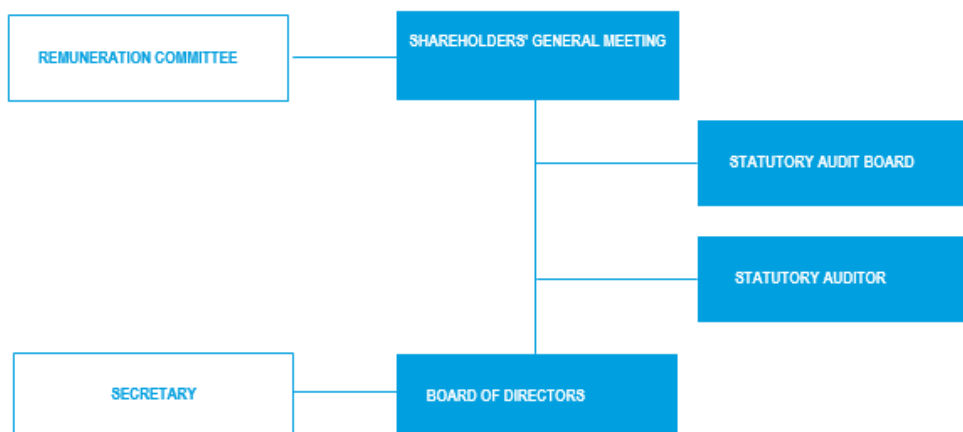 SHAREHOLDERS' GENERAL MEETING
REMUNERATION COMMITTEE
STATUTORY AUDIT BOARD
STATUTORY AUDITOR
SECRETARY
BOARD OF DIRECTORS